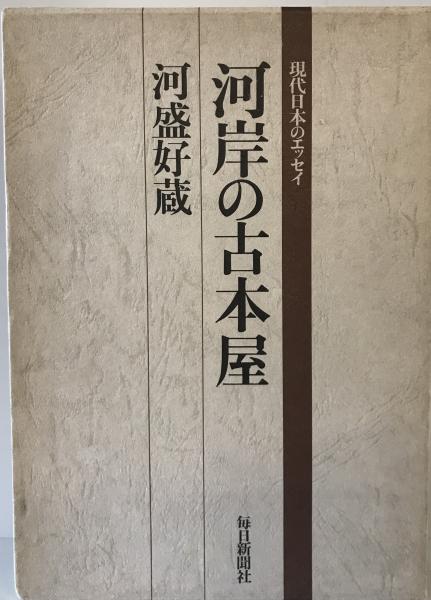 現代日本のエッセイ
河岸の古本屋
河盛好蔵
毎日新聞社